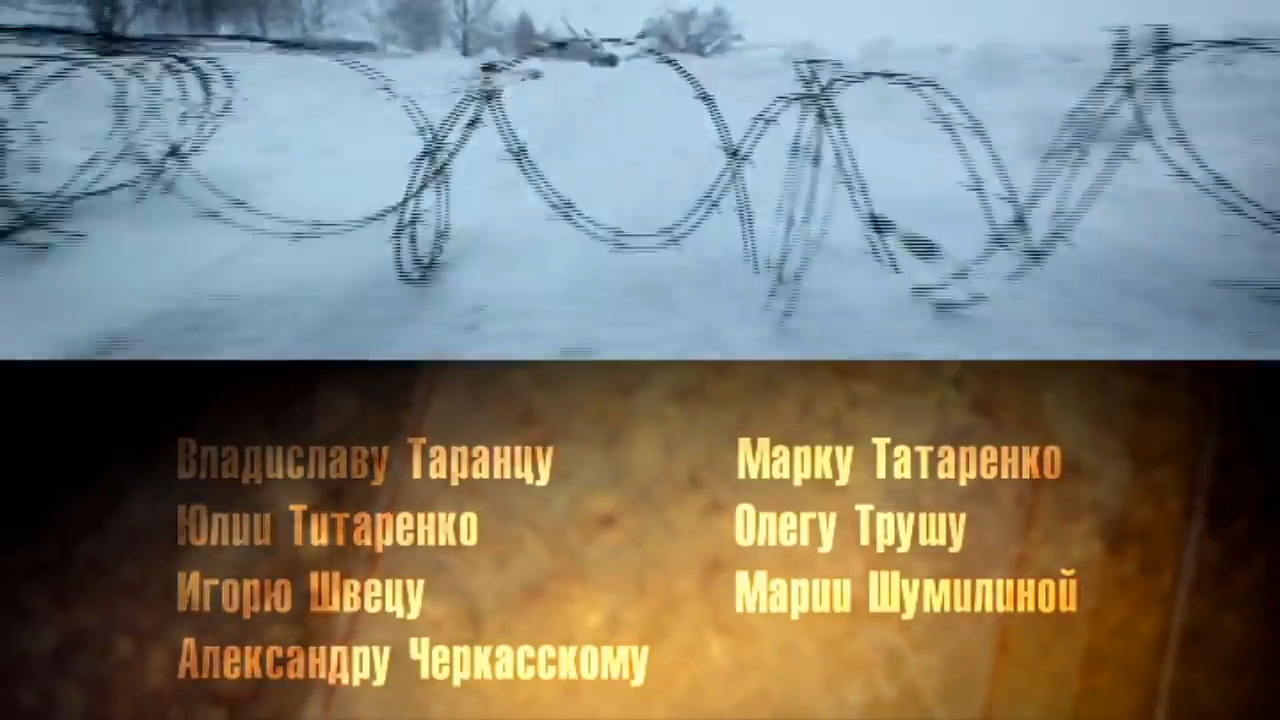 Владиславу Таранцу
Юлии Титаренко
Игорю Швецу
Александру Черкасскому
Марку Татаренко
Олегу Трушу
Марии Шумилиной